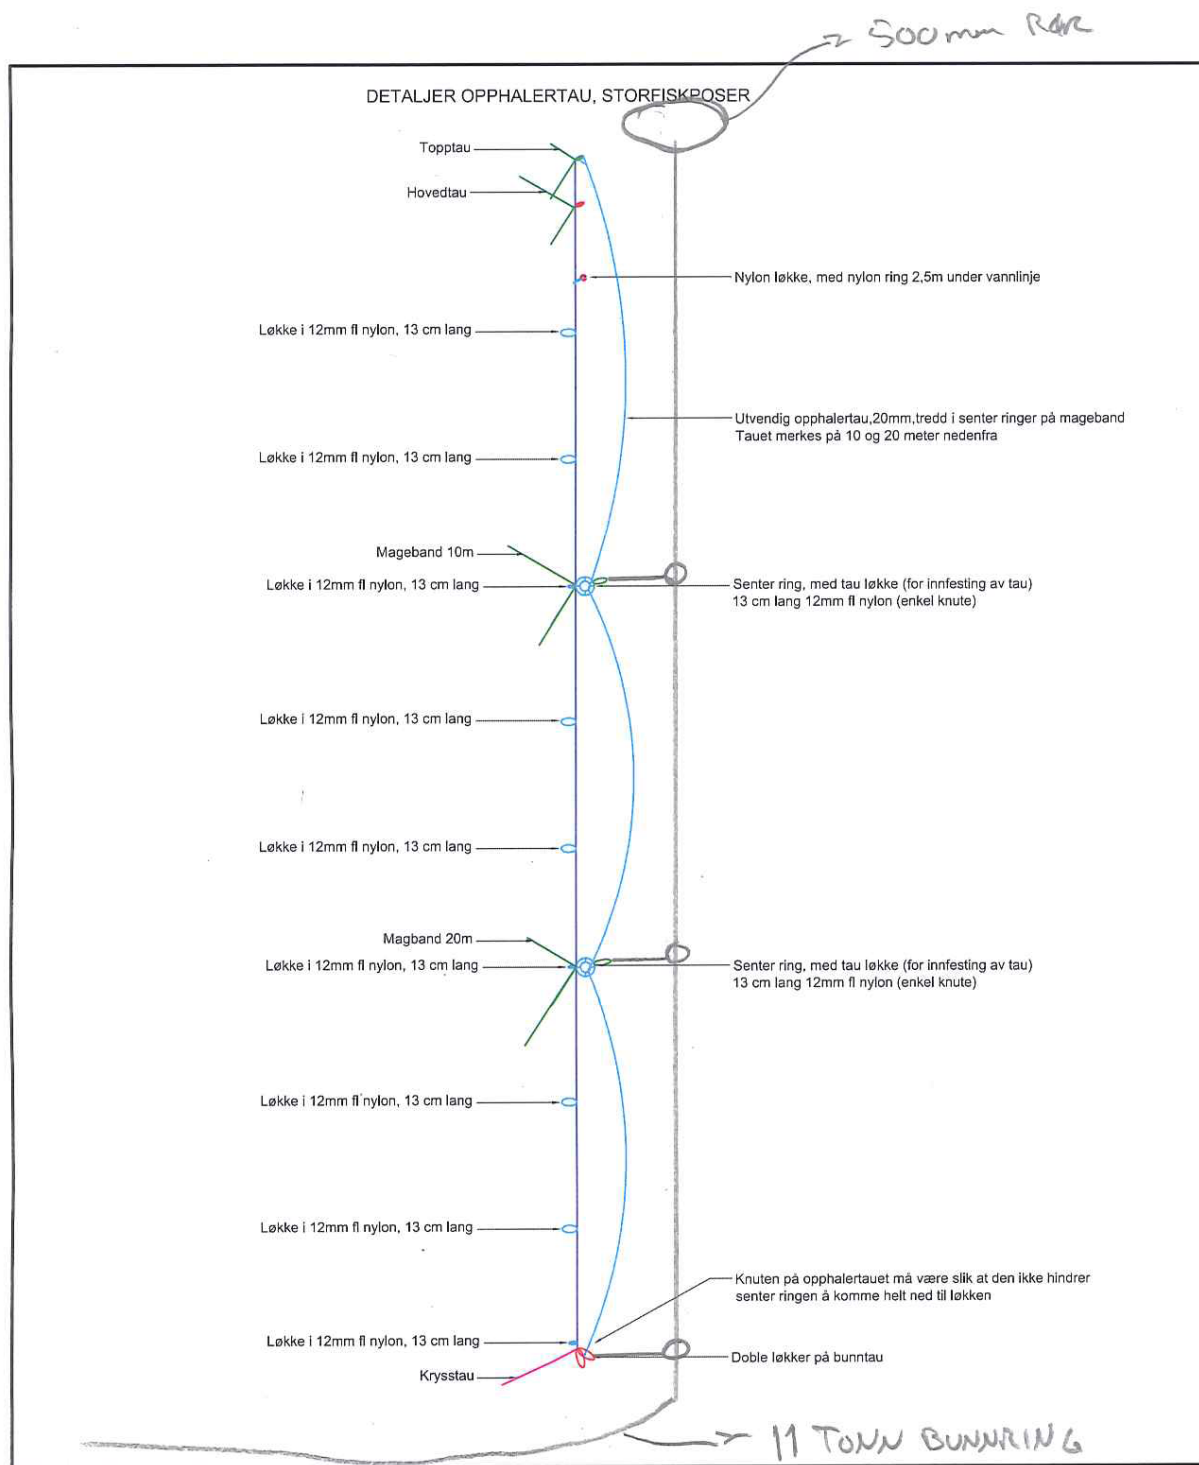 500mm RØR
DETALJER OPPHALERTAU, STORFISKPOSER
Topptau
Hovedtau
Nylon løkke, med nylon ring 2,5m under vannlinje
Løkke i 12mm fl nylon, 13 cm lang
Utvendig opphalertau,20mm,tredd i senter ringer på mageband
Tauet merkes på 10 og 20 meter nedenfra
Løkke i 12mm fl nylon, 13 cm lang
Mageband 10m
Løkke i 12mm fl nylon, 13 cm lang
Senter ring, med tau løkke (for innfesting av tau)
13 cm lang 12mm fl nylon (enkel knute)
Løkke i 12mm fl nylon, 13 cm lang
Løkke i 12mm fl nylon, 13 cm lang
Magband 20m
Løkke i 12mm fl nylon, 13 cm lang
Senter ring, med tau løkke (for innfesting av tau)
13 cm lang 12mm fl nylon (enkel knute)
Løkke i 12mm fl nylon, 13 cm lang
Løkke i 12mm fl nylon, 13 cm lang
Knuten på opphalertauet må være slik at den ikke hindrer
senter ringen å komme helt ned til løkken
Løkke i 12mm fl nylon, 13 cm lang
Doble løkker på bunntau
Krysstau
11 TONN BUNNRING